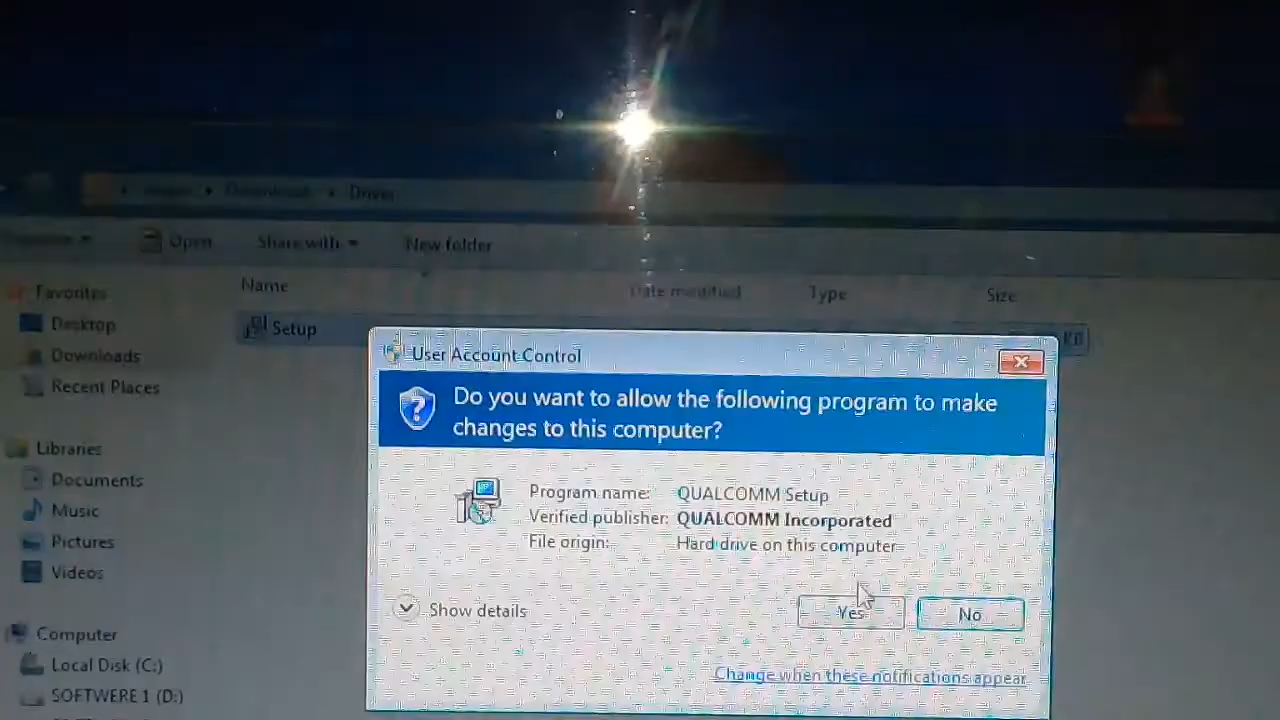 Downloads Driver
Open Share with New folder
Name Date modified Type Size
Favorites
Desktop
Downloads
Recent Places
Libraries
Documents
Music
Pictures
Videos
Computer
Local Disk (C:)
SOFTWERE 1 (D:)
Setup KB
User Account Control
Do you want to allow the following program to make
changes to this computer?
Program name: QUALCOMM Setup
Verified publisher: QUALCOMM Incorporated
File origin: Hard drive on this computer
Show details Yes No
Change when these notifications appear